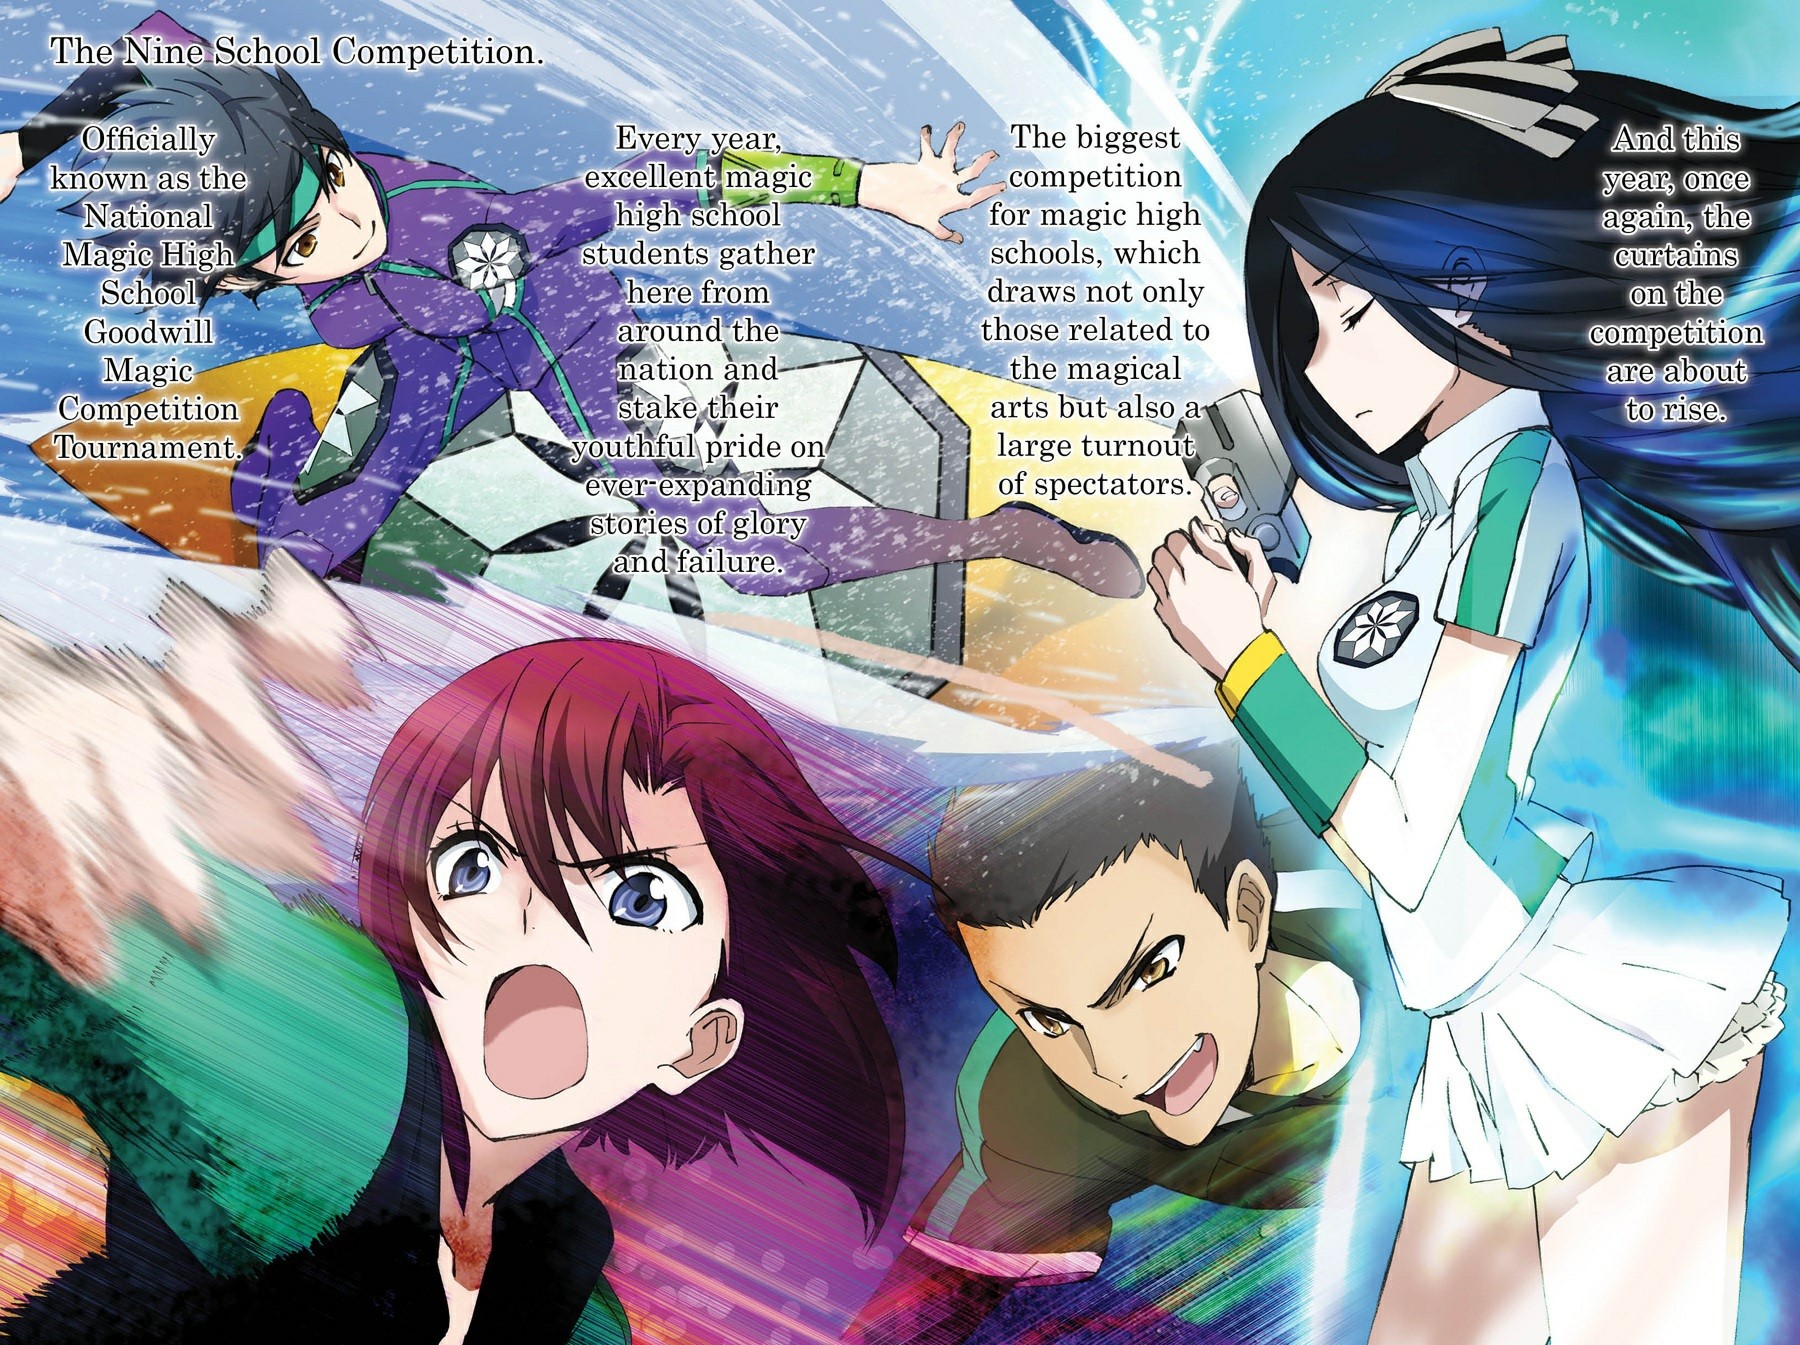 The Nine School Competition.
Officially
known as the
National
Magic High
School
Goodwill
Magic
Competition
Tournament.
Every year,
excellent magic
high school
students gather
here from
around the
nation and
stake their
youthful pride on
ever-expanding
stories of glory
and failure.
The biggest
competition
for magic high
schools, which
draws not only
those related to
the magical
arts but also a
large turnout
of spectators.
And this
year, once
again, the
curtains
on the
competition
are about
to rise.